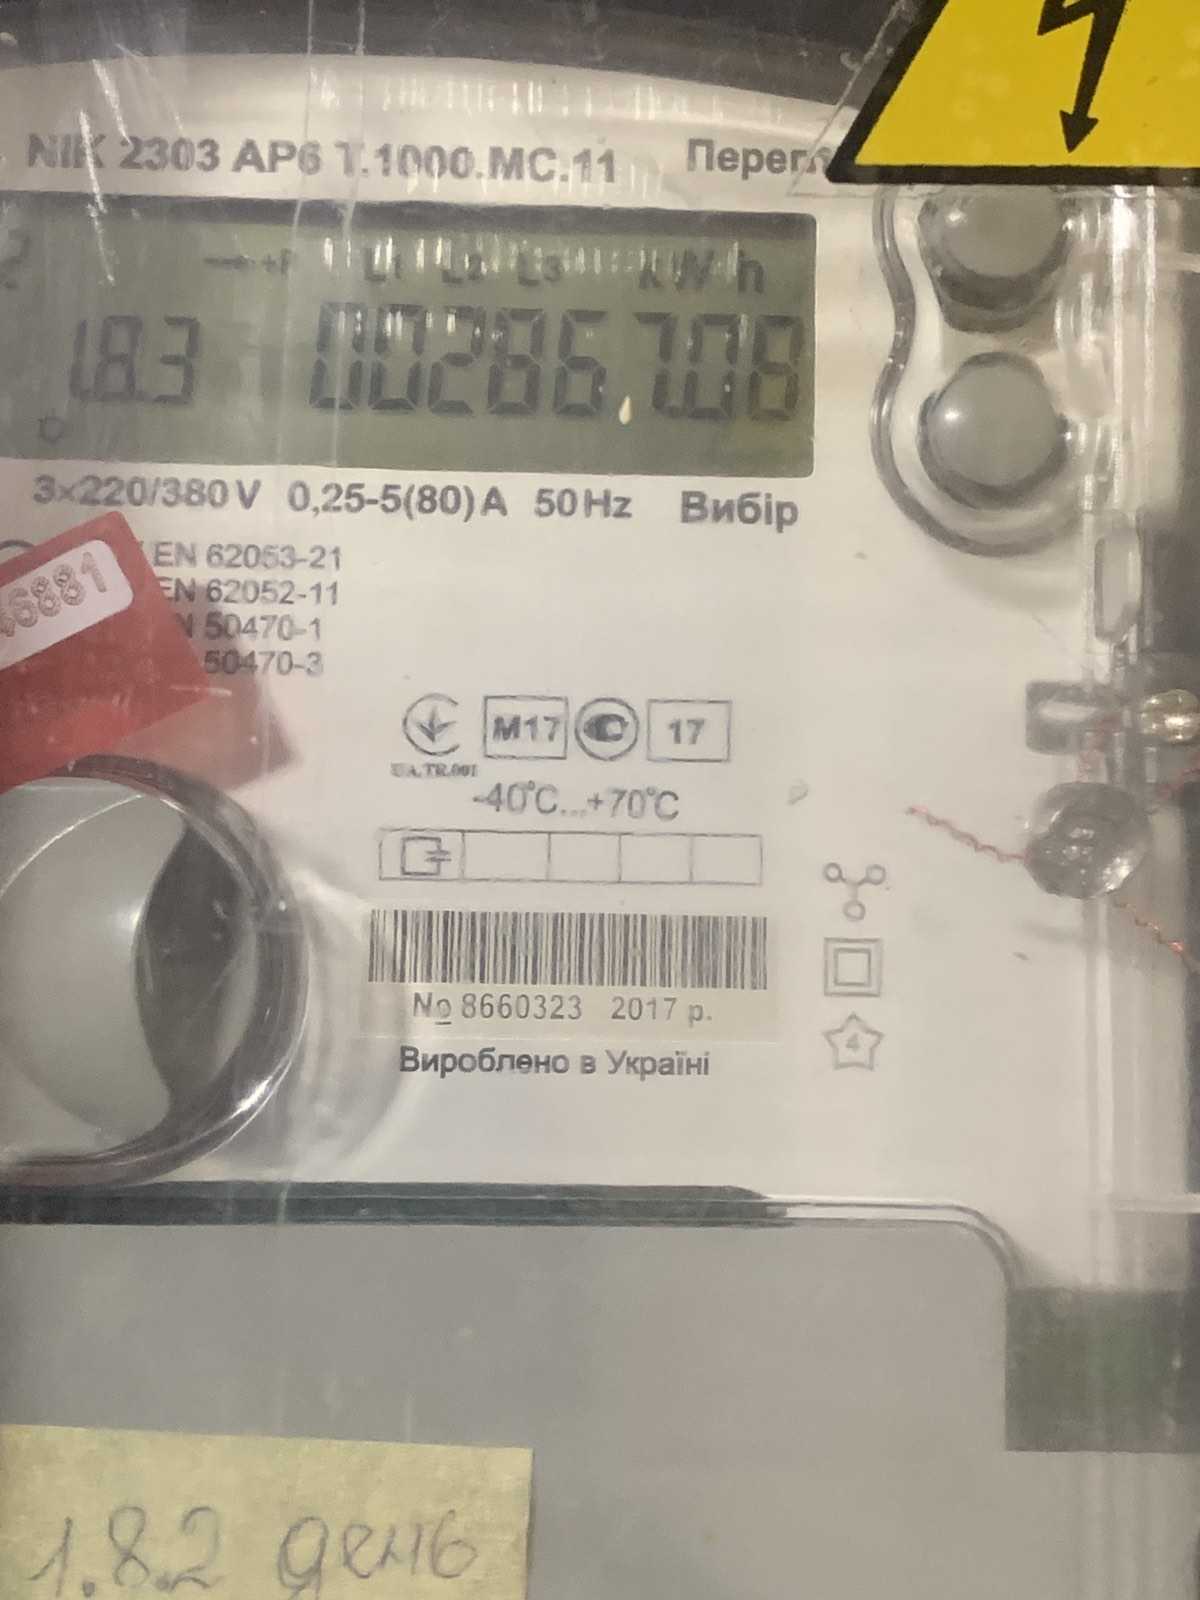 NIK 2303 AP6 T.1000.MC.11
L1 L2 L3 kW h
1.8.3 00286.7.08
3×220/380 V 0,25-5(80) A 50 Hz Вибір
EN 62053-21
EN 62052-11
50470-1
50470-3
M17 17
UA.TR.001
-40°C...+70°C
№ 8660323 2017 р.
4
Вироблено в Україні
1.8.2 день